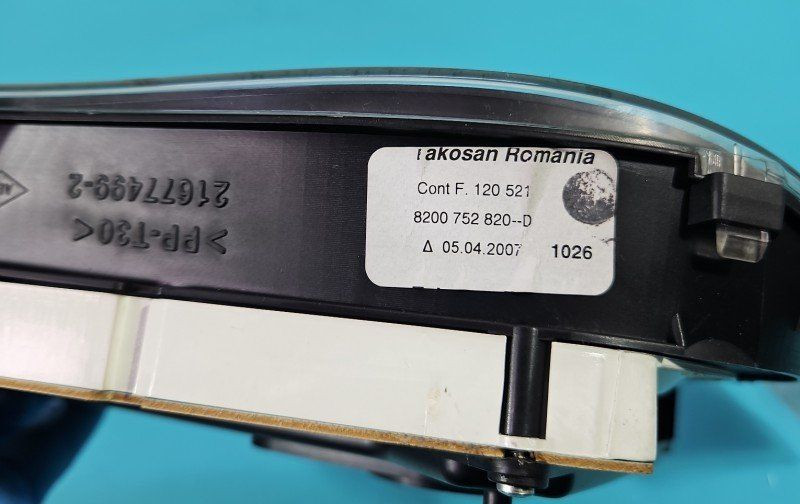 Takosan Romania
Cont F. 120 521
8200 752 820--D
Δ 05.04.2007 1026
21677499-2
>PP-T30<